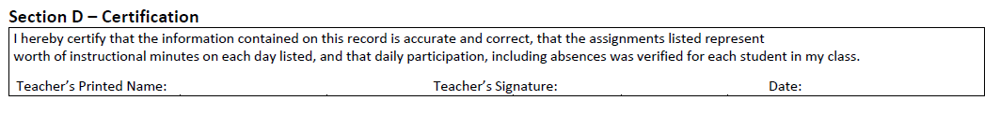 Section D – Certification
I hereby certify that the information contained on this record is accurate and correct, that the assignments listed represent
worth of instructional minutes on each day listed, and that daily participation, including absences was verified for each student in my class.
Teacher’s Printed Name: Teacher’s Signature: Date: